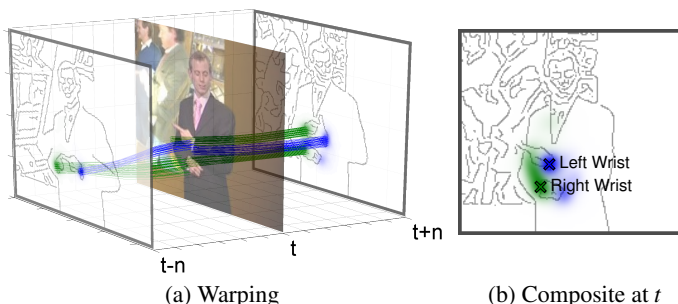 Left Wrist
Right Wrist
t-n
t
t+n
(a) Warping
(b) Composite at t